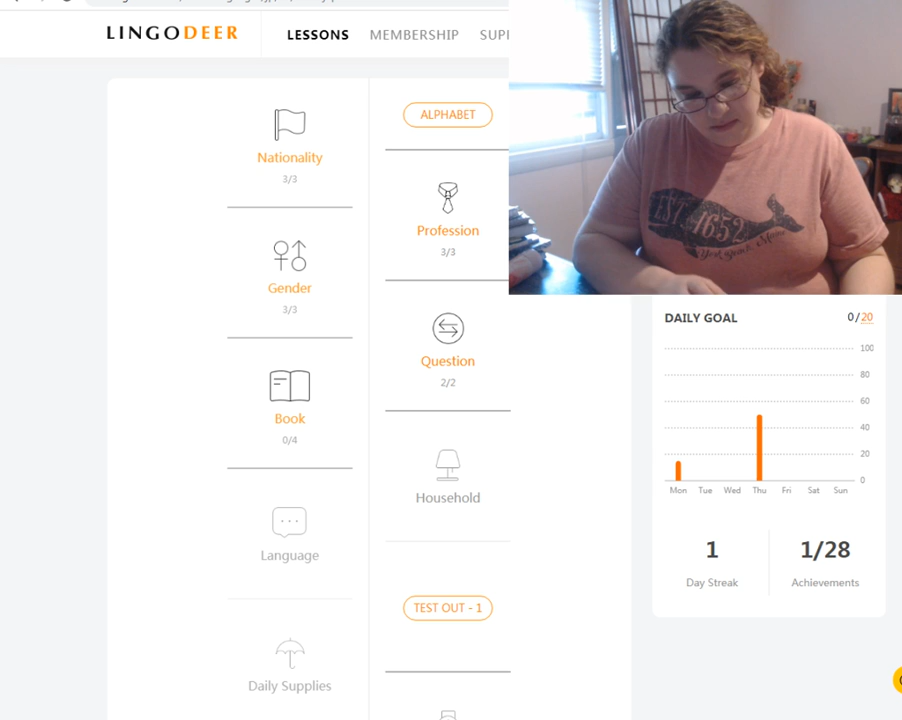 LINGODEER
LESSONS
MEMBERSHIP
Nationality
3/3
ALPHABET
Profession
3/3
Gender
3/3
Question
2/2
Book
0/4
Household
Language
TEST OUT - 1
Daily Supplies
EST
1652
DAILY GOAL
0/20
100
80
60
40
20
0
Mon Tue Wed Thu Fri Sat Sun
1
Day Streak
1/28
Achievements